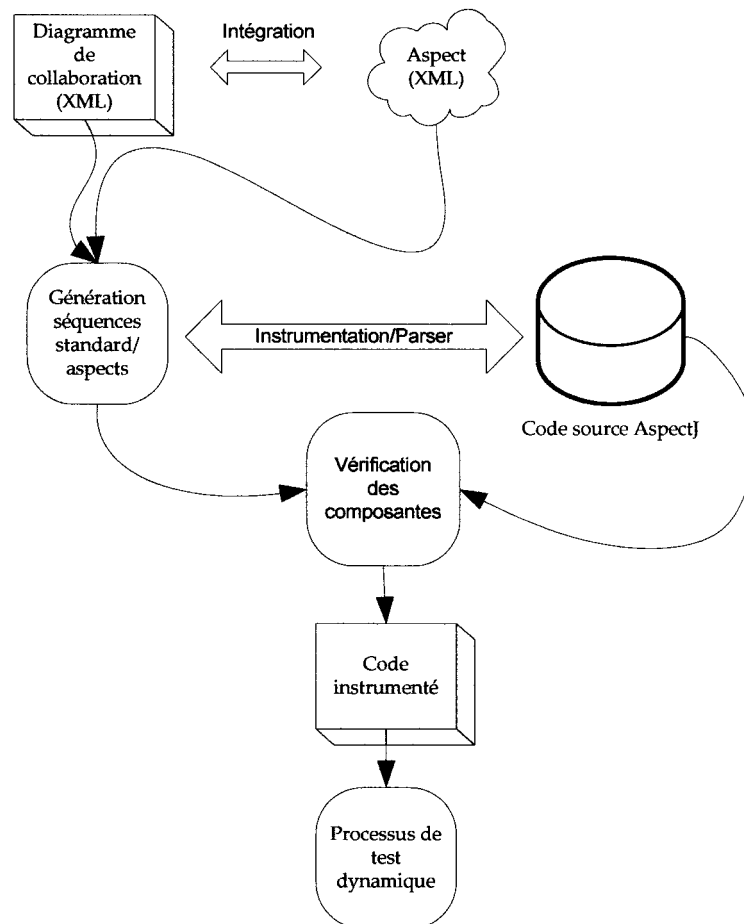 Diagramme
de
collaboration
(XML)
Intégration
Aspect
(XML)
Génération
séquences
standard/
aspects
Instrumentation/Parser
Code source AspectJ
Vérification
des
composantes
Code
instrumenté
Processus de
test
dynamique